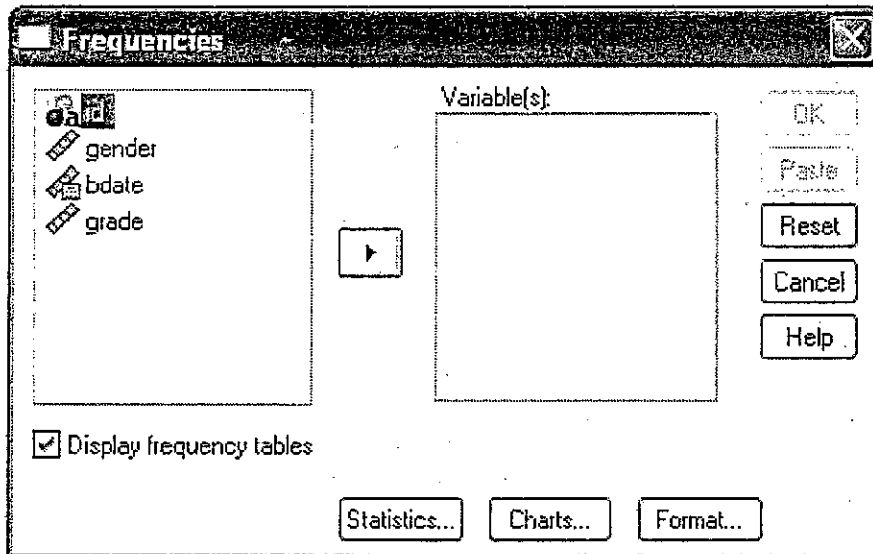 Frequencies
id
gender
bdate
grade
Variable(s):
OK
Paste
Reset
Cancel
Help
Display frequency tables
Statistics...
Charts...
Format...